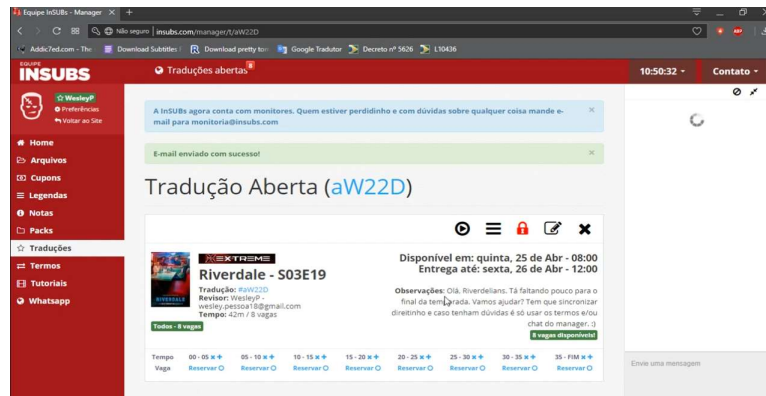 Equipe InSUBs - Manager
Não seguro | insubs.com/manager/t/aW22D
Addic7ed.com - The
Download Subtitles
Download pretty
Google Tradutor
Decreto nº 5626
L10436
EQUIPE
INSUBS
Traduções abertas
10:50:32
Contato
WesleyP
Preferências
Voltar ao Site
Home
Arquivos
Cupons
Legendas
Notas
Packs
Traduções
Termos
Tutoriais
Whatsapp
A InSUBs agora conta com monitores. Quem estiver perdidinho e com dúvidas sobre qualquer coisa mande e-
mail para monitoria@insubs.com
E-mail enviado com sucesso!
Tradução Aberta (aW22D)
EXTREME
Riverdale - S03E19
Tradução: #aW22D
Revisor: WesleyP -
wesley.pessoa18@gmail.com
Tempo: 42m / 8 vagas
RIVERDALE
Todos - 8 vagas
Disponível em: quinta, 25 de Abr - 08:00
Entrega até: sexta, 26 de Abr - 12:00
Observações: Olá, Riverdelians. Tá faltando pouco para o
final da temporada. Vamos ajudar? Tem que sincronizar
direitinho e caso tenham dúvidas é só usar os termos e/ou
chat do manager. :)
8 vagas disponíveis!
Tempo 00 - 05 05 - 10 10 - 15 15 - 20 20 - 25 25 - 30 30 - 35 35 - FIM
Vaga Reservar Reservar Reservar Reservar Reservar Reservar Reservar Reservar
Envie uma mensagem